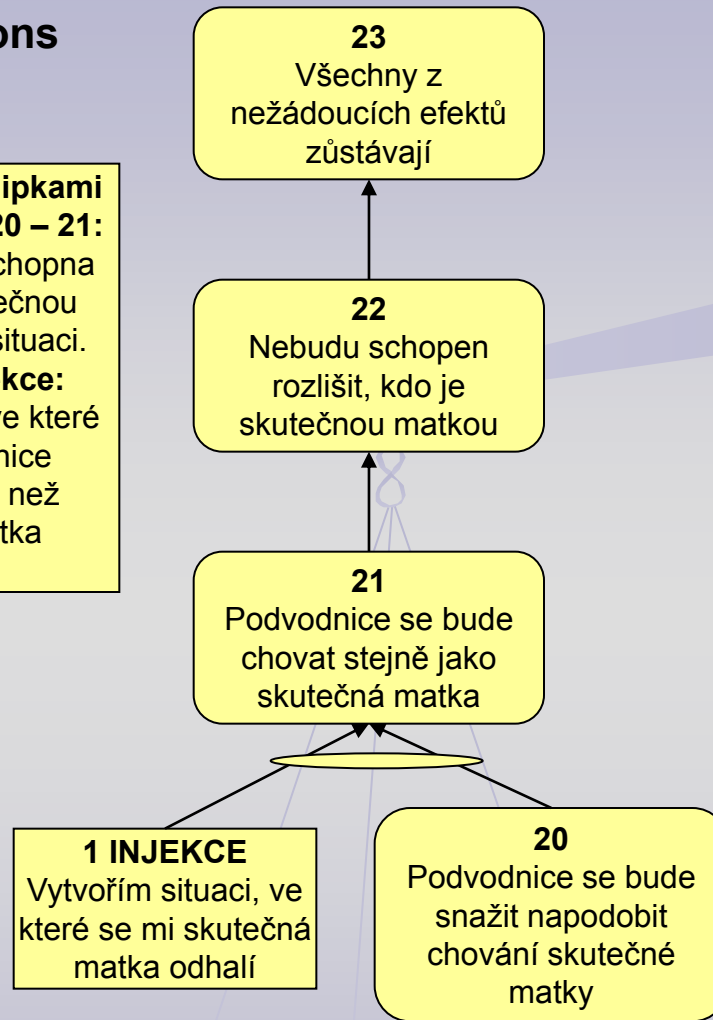 ons
23
Všechny z
nežádoucích efektů
zůstávají
ipkami
20 – 21:
chopna
tečnou
situaci.
kce:
ve které
nice
než
tka
22
Nebudu schopen
rozlišit, kdo je
skutečnou matkou
21
Podvodnice se bude
chovat stejně jako
skutečná matka
1 INJEKCE
Vytvořím situaci, ve
které se mi skutečná
matka odhalí
20
Podvodnice se bude
snažit napodobit
chování skutečné
matky